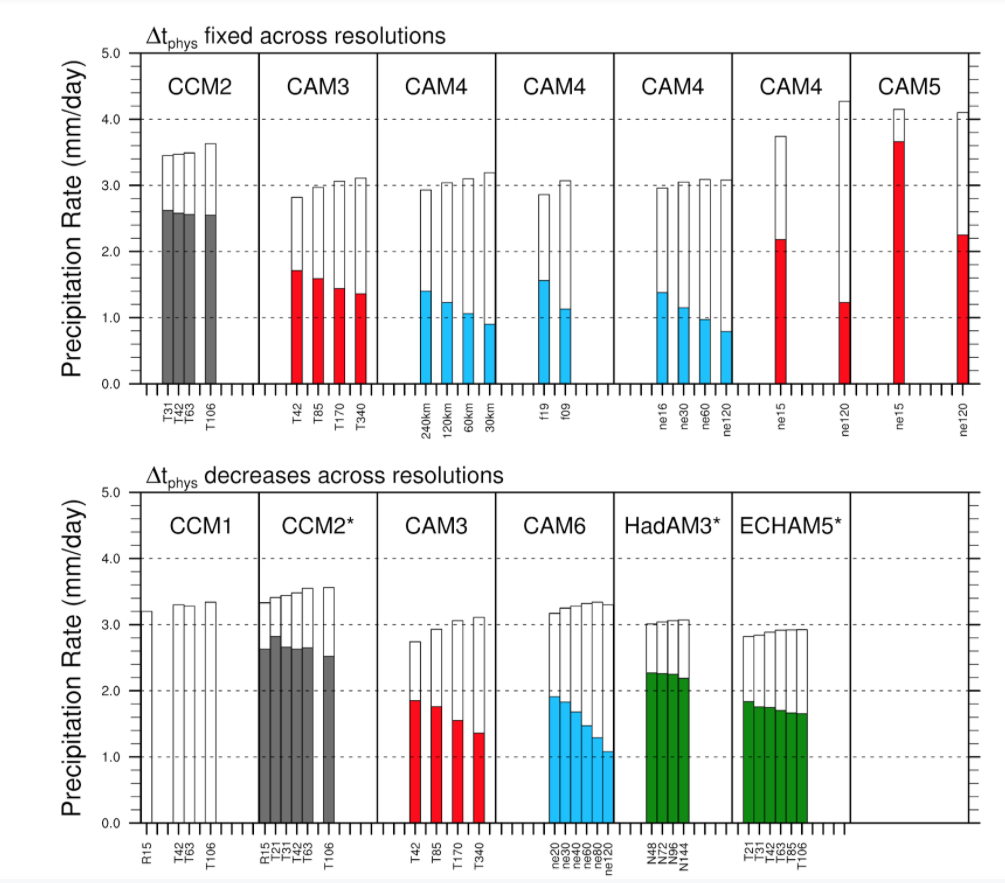 Δtphys fixed across resolutions
5.0
CCM2 CAM3 CAM4 CAM4 CAM4 CAM4 CAM5
4.0
3.0
2.0
1.0
0.0
Precipitation Rate (mm/day)
T31 T42 T63 T106 T42 T85 T170 T340 240km 120km 60km 30km f19 f09 ne16 ne30 ne60 ne120 ne15 ne120 ne15 ne120
Δtphys decreases across resolutions
5.0
CCM1 CCM2* CAM3 CAM6 HadAM3* ECHAM5*
4.0
3.0
2.0
1.0
0.0
Precipitation Rate (mm/day)
R15 T42 T63 T106 R15 T21 T31 T42 T63 T106 T42 T85 T170 T340 ne20 ne30 ne40 ne60 ne80 ne120 N48 N72 N96 N144 T21 T31 T42 T63 T85 T106